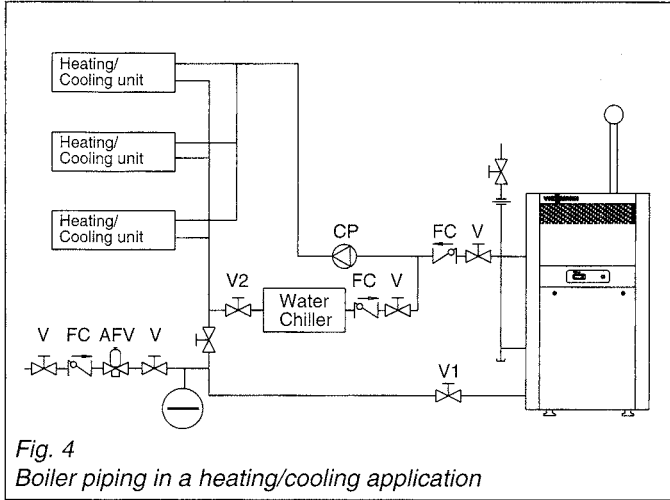 Heating/
Cooling unit
Heating/
Cooling unit
Heating/
Cooling unit
CP
FC V
V2
Water
Chiller
FC V
V FC AFV V
V1
Fig. 4
Boiler piping in a heating/cooling application